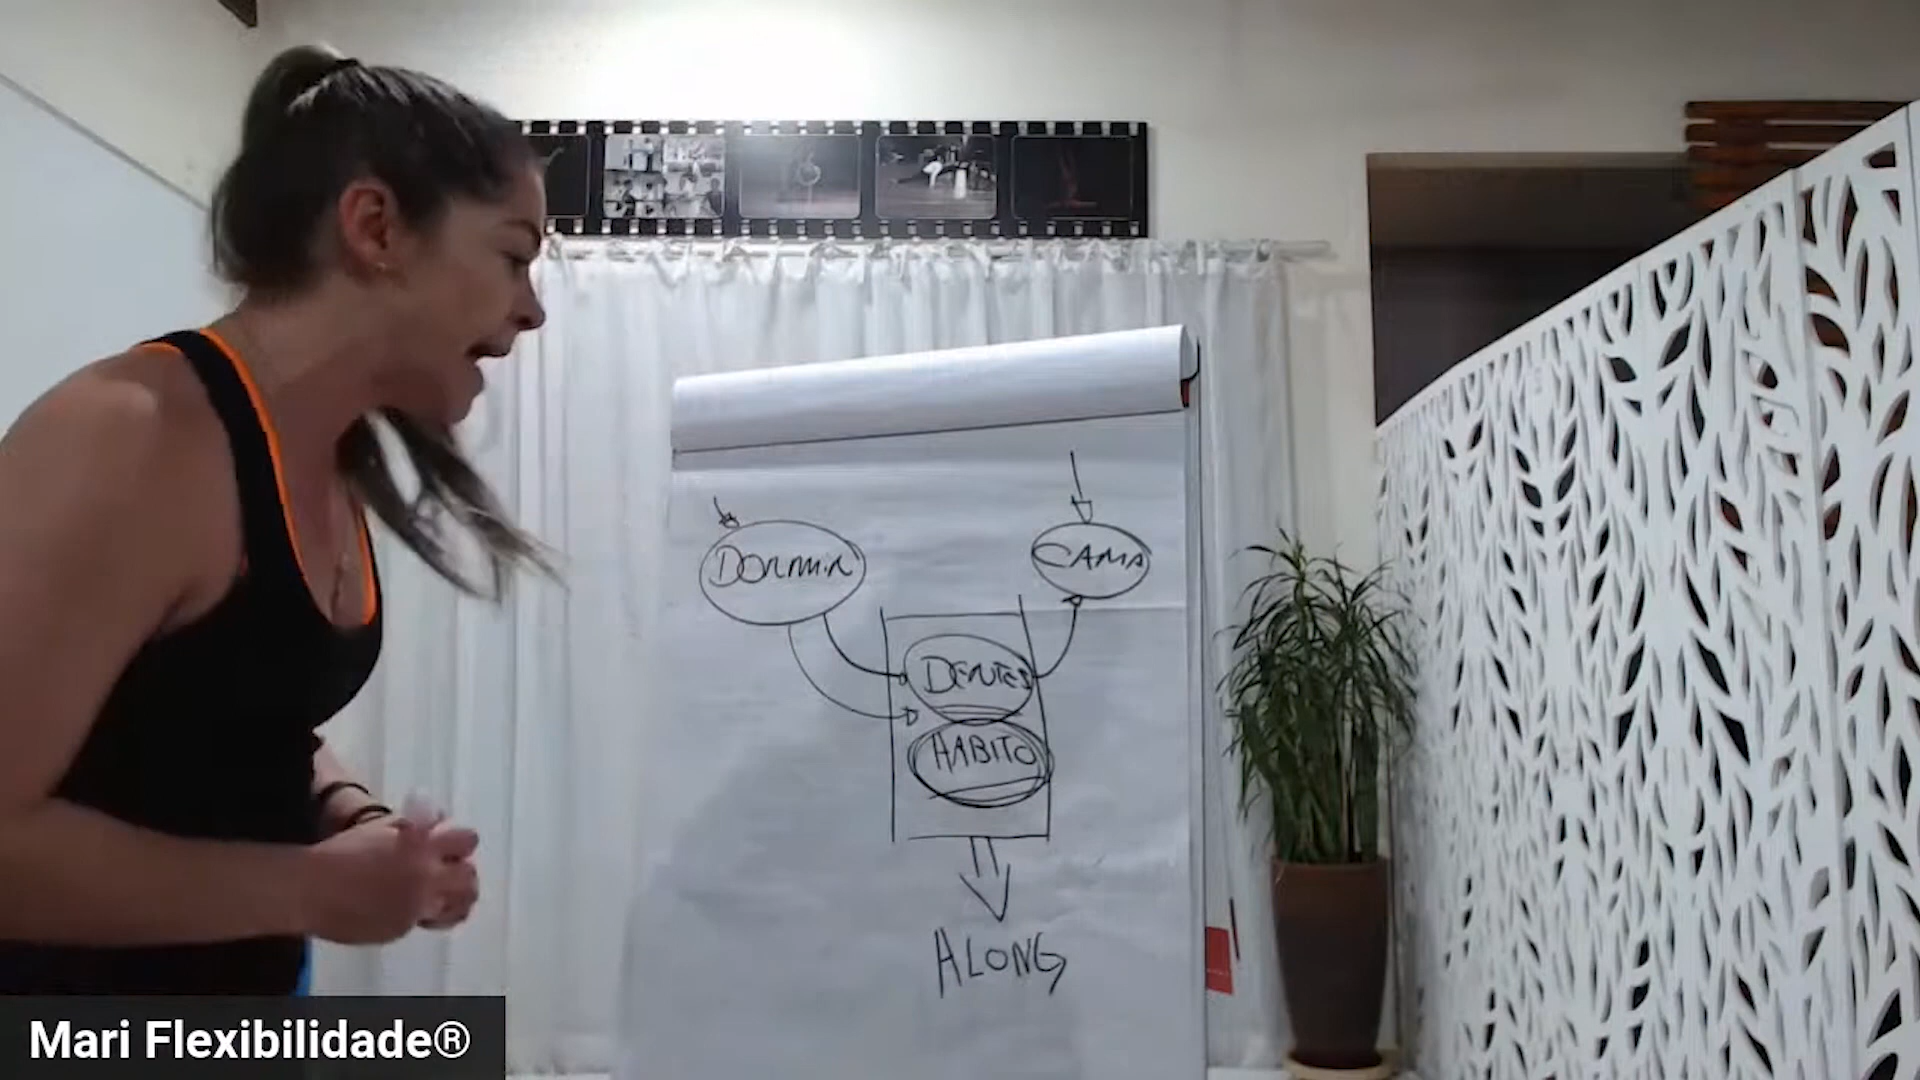 DORMIR
CAMA
DENTES
HABITO
ALONG
Mari Flexibilidade®